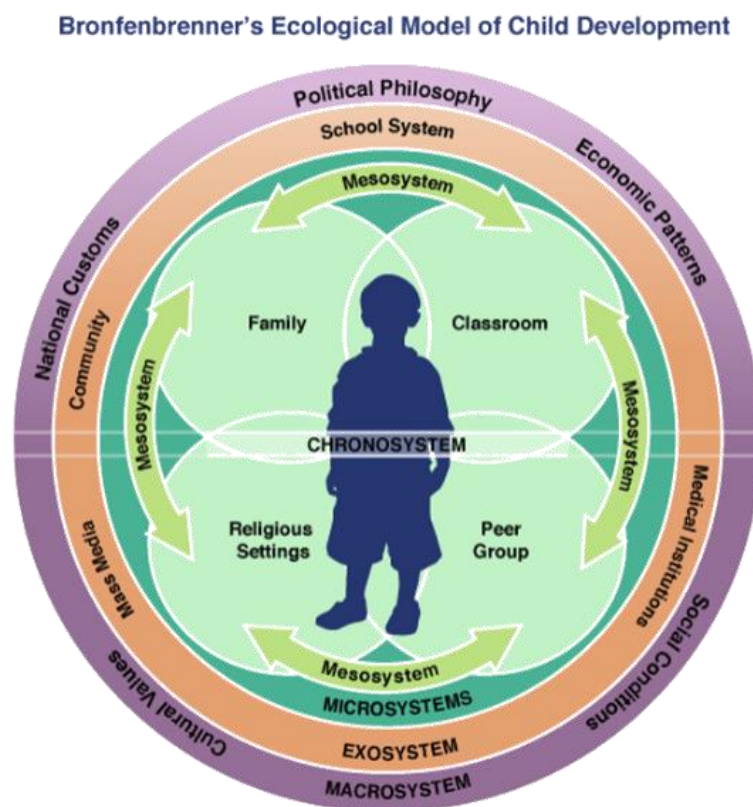 Bronfenbrenner's Ecological Model of Child Development
Political Philosophy
School System
Economic Patterns
Mesosystem
National Customs
Community
Family
Classroom
Mesosystem
Mesosystem
CHRONOSYSTEM
Religious
Settings
Peer
Group
Mass Media
Medical Institutions
Cultural Values
Social Conditions
Mesosystem
MICROSYSTEMS
EXOSYSTEM
MACROSYSTEM